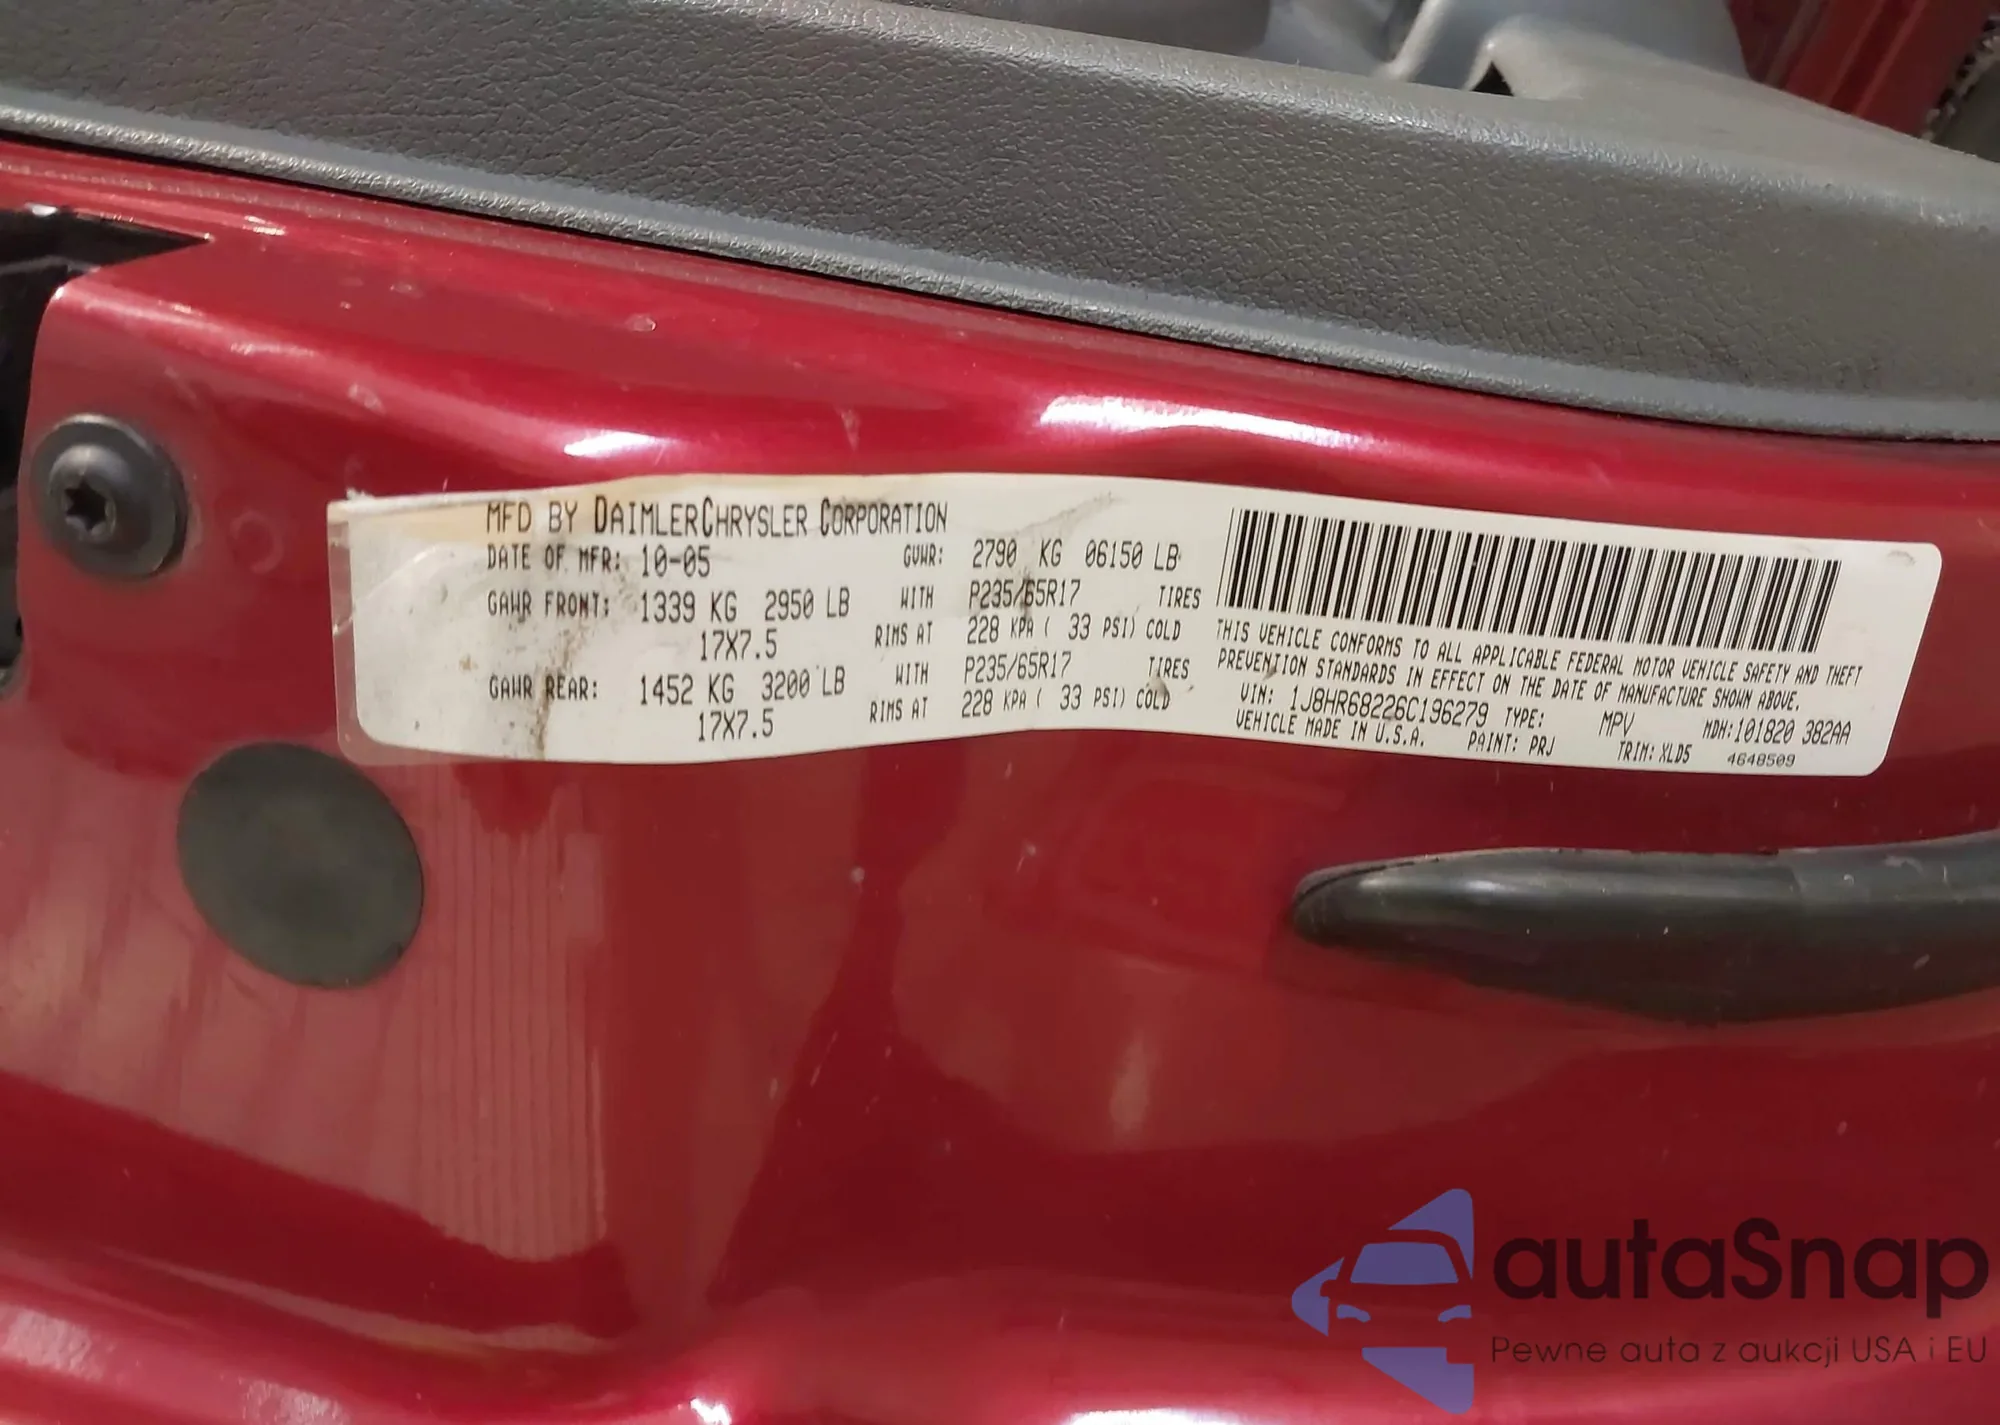 MFD BY DAIMLERCHRYSLER CORPORATION
DATE OF MFR: 10-05 GVWR: 2790 KG 06150 LB
GAWR FRONT: 1339 KG 2950 LB WITH P235/65R17 TIRES
17X7.5 RIMS AT 228 KPA ( 33 PSI) COLD
GAWR REAR: 1452 KG 3200 LB WITH P235/65R17 TIRES
17X7.5 RIMS AT 228 KPA ( 33 PSI) COLD
THIS VEHICLE CONFORMS TO ALL APPLICABLE FEDERAL MOTOR VEHICLE SAFETY AND THEFT
PREVENTION STANDARDS IN EFFECT ON THE DATE OF MANUFACTURE SHOWN ABOVE.
VIN: 1J8HR68226C196279 TYPE: MPV MDH:101820 382AA
VEHICLE MADE IN U.S.A. PAINT: PRJ TRIM: XLD5 4648509
autaSnap
Pewne auta z aukcji USA i EU